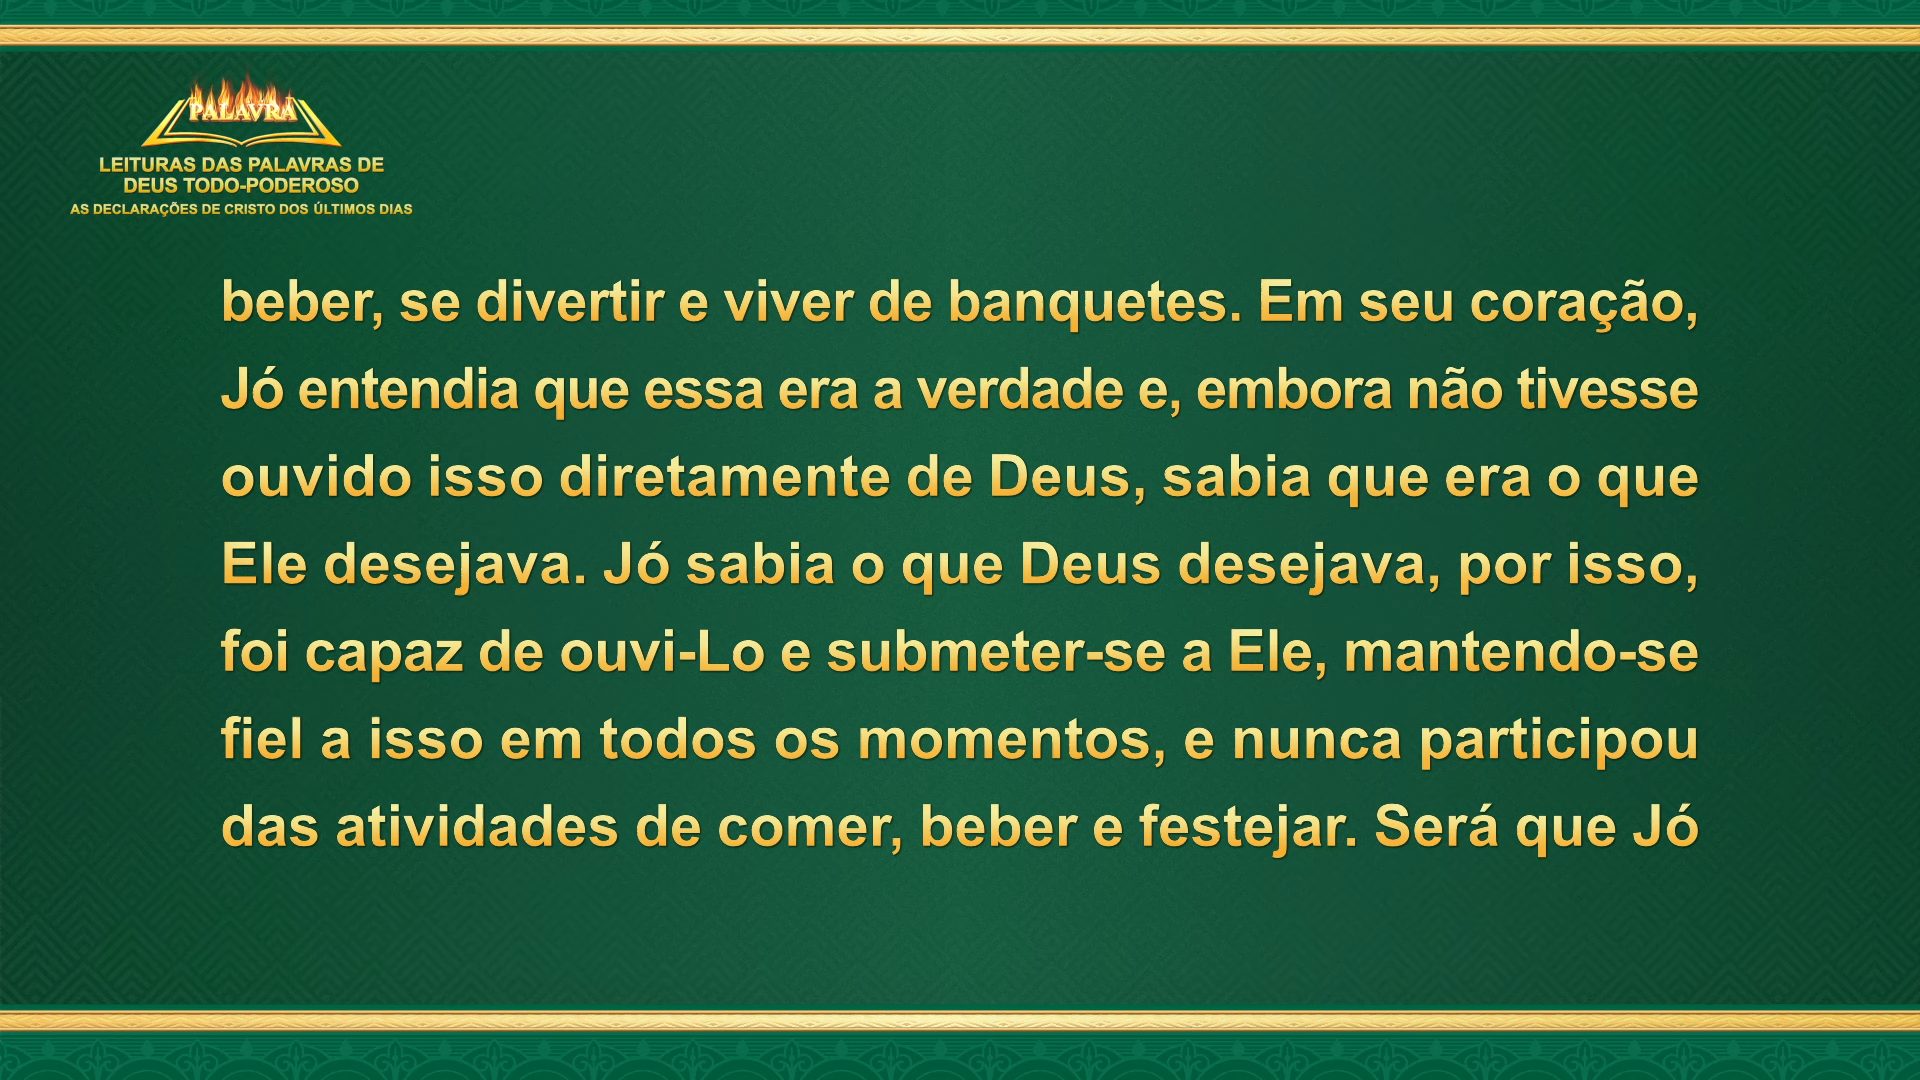 PALAVRA
LEITURAS DAS PALAVRAS DE
DEUS TODO-PODEROSO
AS DECLARAÇÕES DE CRISTO DOS ÚLTIMOS DIAS
beber, se divertir e viver de banquetes. Em seu coração,
Jó entendia que essa era a verdade e, embora não tivesse
ouvido isso diretamente de Deus, sabia que era o que
Ele desejava. Jó sabia o que Deus desejava, por isso,
foi capaz de ouvi-Lo e submeter-se a Ele, mantendo-se
fiel a isso em todos os momentos, e nunca participou
das atividades de comer, beber e festejar. Será que Jó